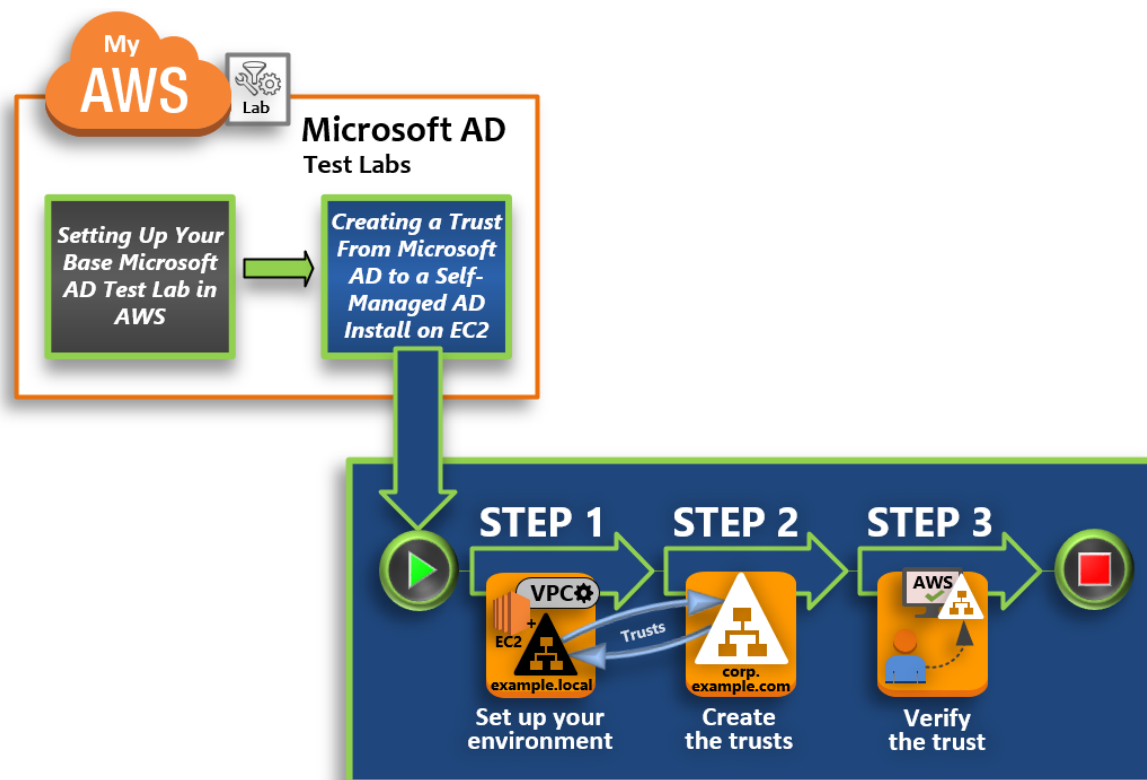 My
AWS
Lab
Microsoft AD
Test Labs
Setting Up Your
Base Microsoft
AD Test Lab in
AWS
Creating a Trust
From Microsoft
AD to a Self-
Managed AD
Install on EC2
STEP 1
STEP 2
STEP 3
VPC
EC2
+
example.local
Trusts
corp.
example.com
AWS
Set up your
environment
Create
the trusts
Verify
the trust